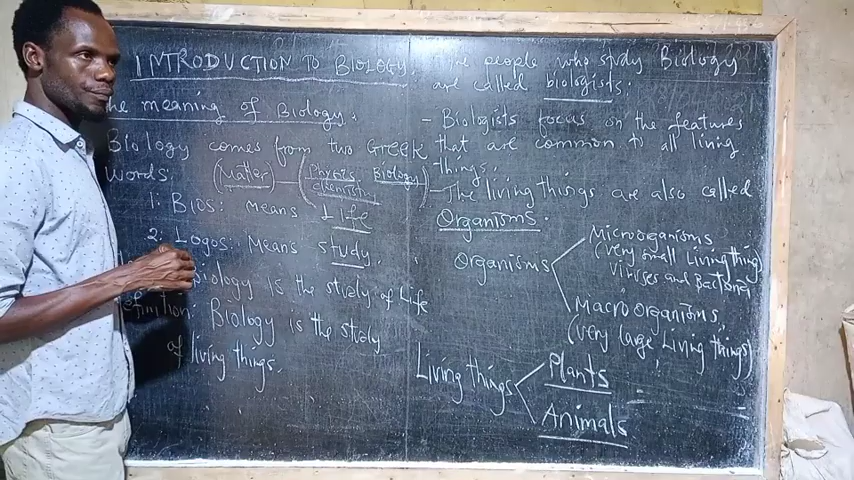 INTRODUCTION TO BIOLOGY.
The meaning of Biology.
Biology comes from two Greek
words:
(Matter) — (Physics, Biology
Chemistry)
1. Bios: means life
2. Logos: Means study.
Biology is the study of Life
Definition: Biology is the study
of living things.
The people who study Biology
are called biologists.
- Biologists focus on the features
that are common to all living
things.
- The living things are also called
Organisms.
Organisms
Microorganisms
(very small Living things)
Viruses and Bacteria
Macroorganisms
(very large Living things)
Living things
Plants
Animals